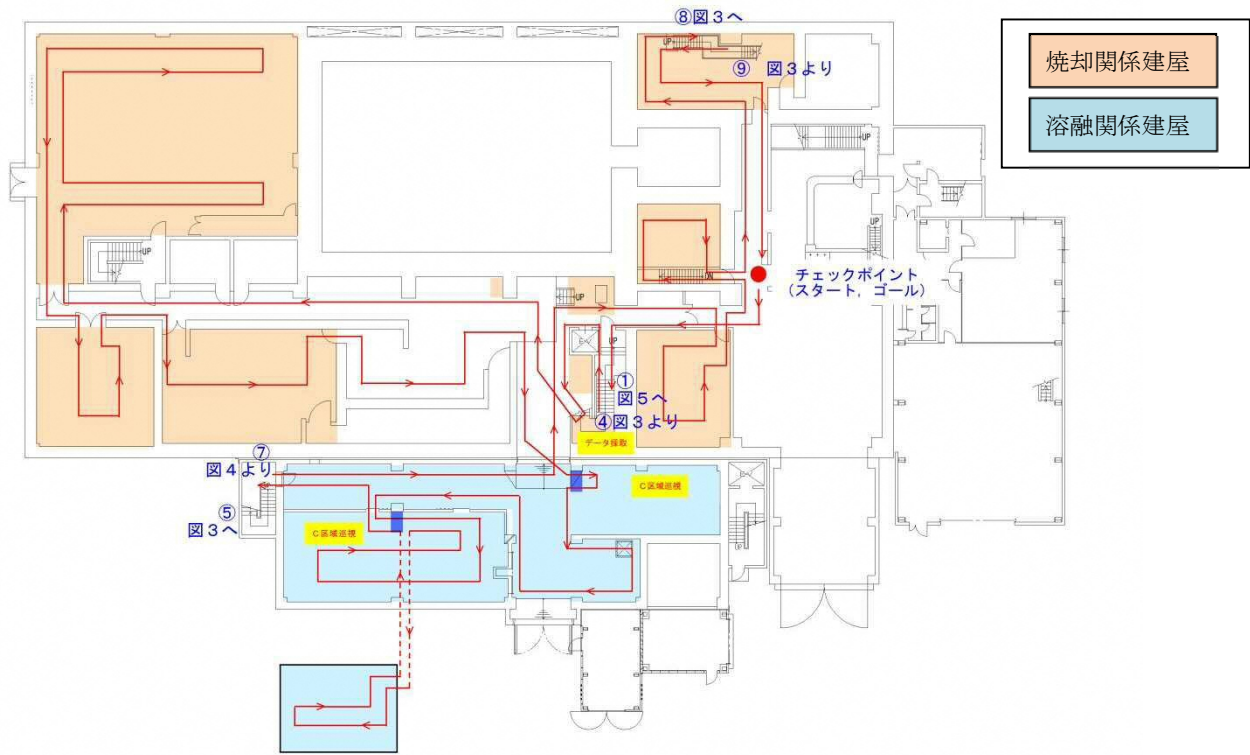 ⑧図3へ
UP
⑨ 図3より
焼却関係建屋
溶融関係建屋
UP
UP
DN
チェックポイント
(スタート, ゴール)
UP
UP
①
図5へ
④図3より
データ採取
⑦
図4より
C区域巡視
⑤
図3へ
C区域巡視